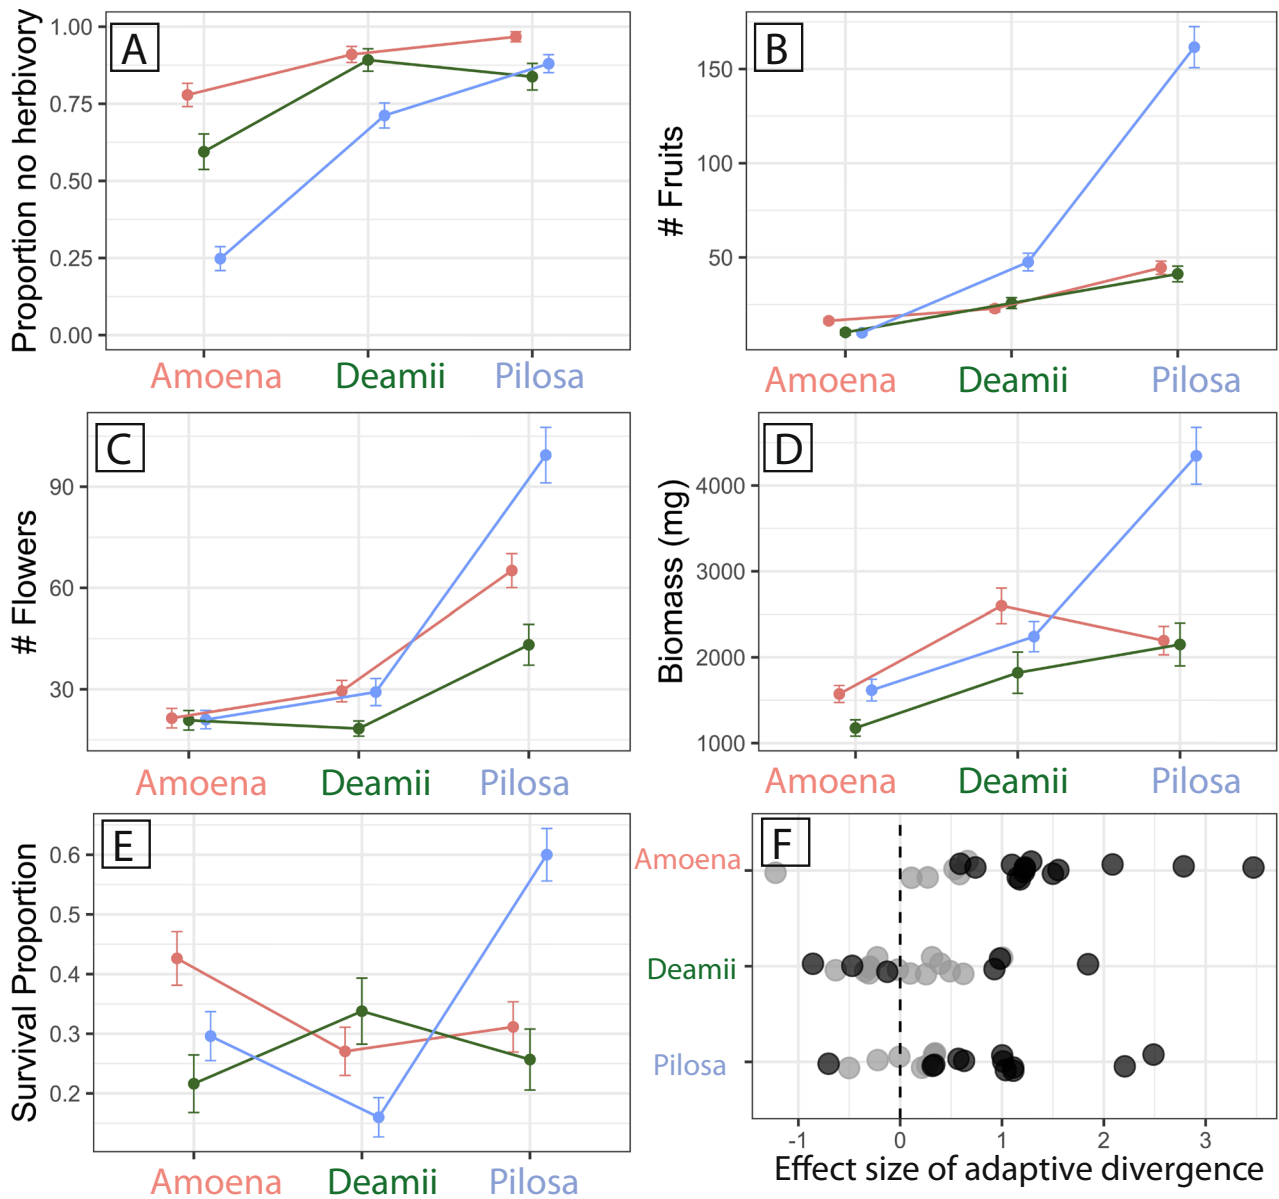 A
Proportion no herbivory
1.00
0.75
0.50
0.25
0.00
Amoena Deamii Pilosa
B
# Fruits
150
100
50
Amoena Deamii Pilosa
C
# Flowers
90
60
30
Amoena Deamii Pilosa
D
Biomass (mg)
4000
3000
2000
1000
Amoena Deamii Pilosa
E
Survival Proportion
0.6
0.5
0.4
0.3
0.2
Amoena Deamii Pilosa
F
Amoena
Deamii
Pilosa
-1 0 1 2 3
Effect size of adaptive divergence